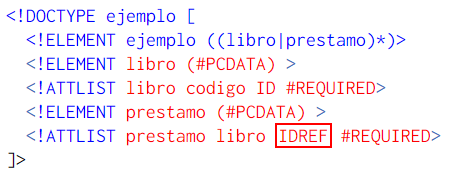 <!DOCTYPE ejemplo [
<!ELEMENT ejemplo ((libro|prestamo)*)>
<!ELEMENT libro (#PCDATA) >
<!ATTLIST libro codigo ID #REQUIRED>
<!ELEMENT prestamo (#PCDATA) >
<!ATTLIST prestamo libro IDREF #REQUIRED>
]>